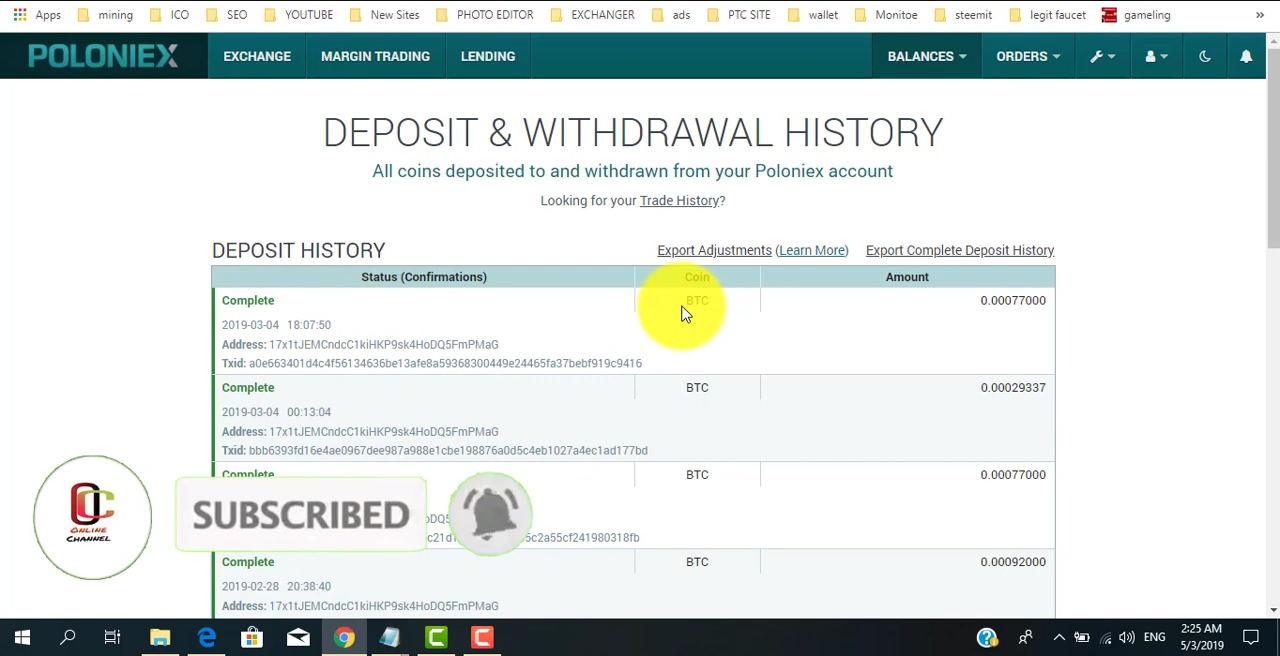 Apps mining ICO SEO YOUTUBE New Sites PHOTO EDITOR EXCHANGER ads PTC SITE wallet Monitoe steemit legit faucet gameling »
POLONIEX EXCHANGE MARGIN TRADING LENDING BALANCES ORDERS
DEPOSIT & WITHDRAWAL HISTORY
All coins deposited to and withdrawn from your Poloniex account
Looking for your Trade History?
DEPOSIT HISTORY Export Adjustments (Learn More) Export Complete Deposit History
Status (Confirmations) Coin Amount
Complete BTC 0.00077000
2019-03-04 18:07:50
Address: 17x1tJEMCndcC1kiHKP9sk4HoDQ5FmPMaG
Txid: a0e663401d4c4f56134636be13afe8a59368300449e24465fa37bebf919c9416
Complete BTC 0.00029337
2019-03-04 00:13:04
Address: 17x1tJEMCndcC1kiHKP9sk4HoDQ5FmPMaG
Txid: bbb6393fd16e4ae0967dee987a988e1cbe198876a0d5c4eb1027a4ec1ad177bd
Complete BTC 0.00077000
SUBSCRIBED
ONLINE
CHANNEL
5c2a55cf241980318fb
Complete BTC 0.00092000
2019-02-28 20:38:40
Address: 17x1tJEMCndcC1kiHKP9sk4HoDQ5FmPMaG
ENG 2:25 AM
5/3/2019